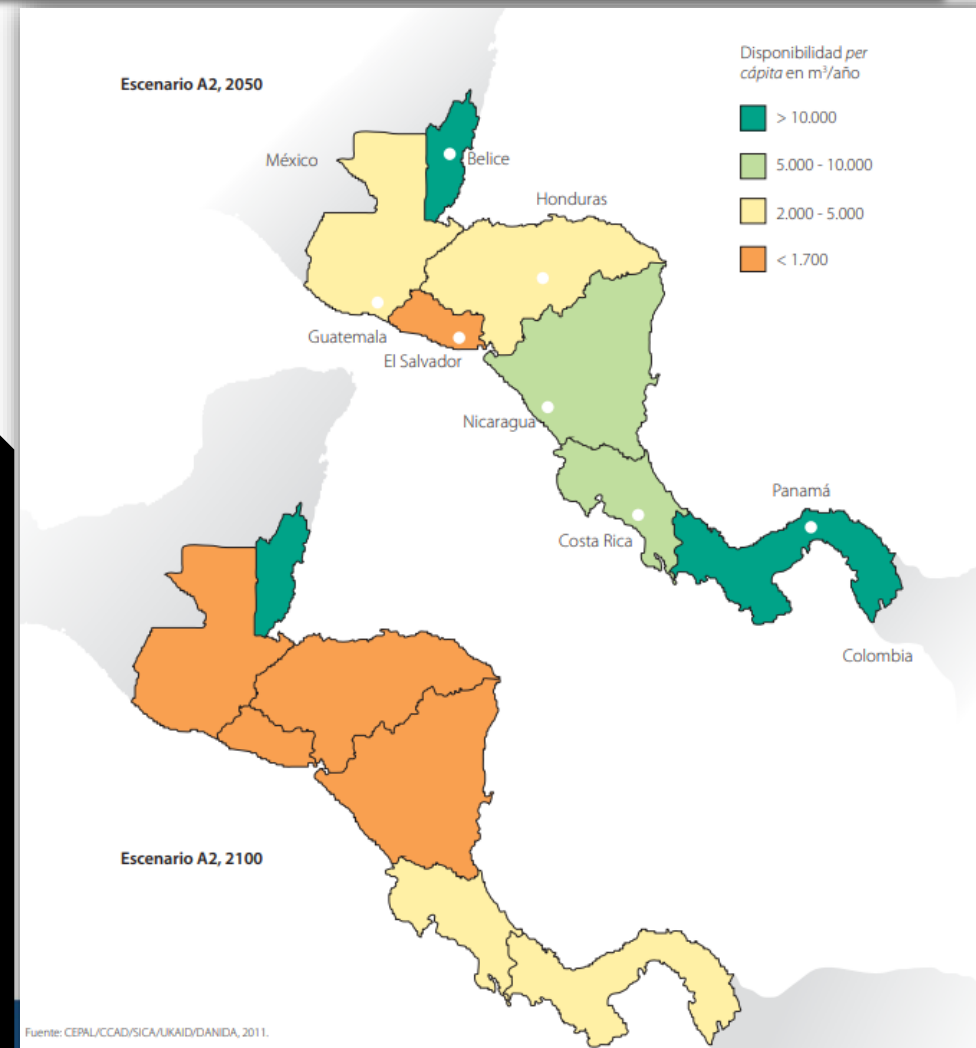 Escenario A2, 2050
Disponibilidad per
cápita en m³/año
> 10.000
5.000 - 10.000
2.000 - 5.000
< 1.700
México
Belice
Honduras
Guatemala
El Salvador
Nicaragua
Costa Rica
Panamá
Colombia
Escenario A2, 2100
Fuente: CEPAL/CCAD/SICA/UKAID/DANIDA, 2011.